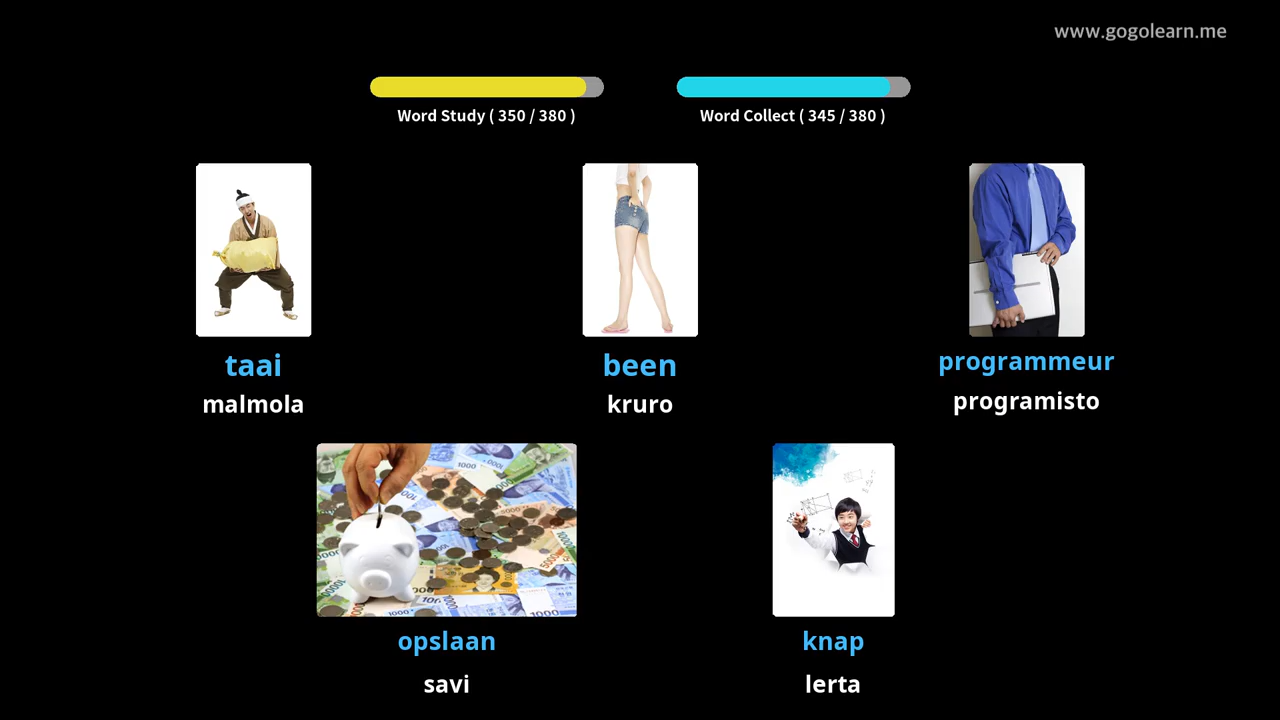 www.gogolearn.me
Word Study ( 350 / 380 )
Word Collect ( 345 / 380 )
taai
malmola
been
kruro
programmeur
programisto
opslaan
savi
knap
lerta